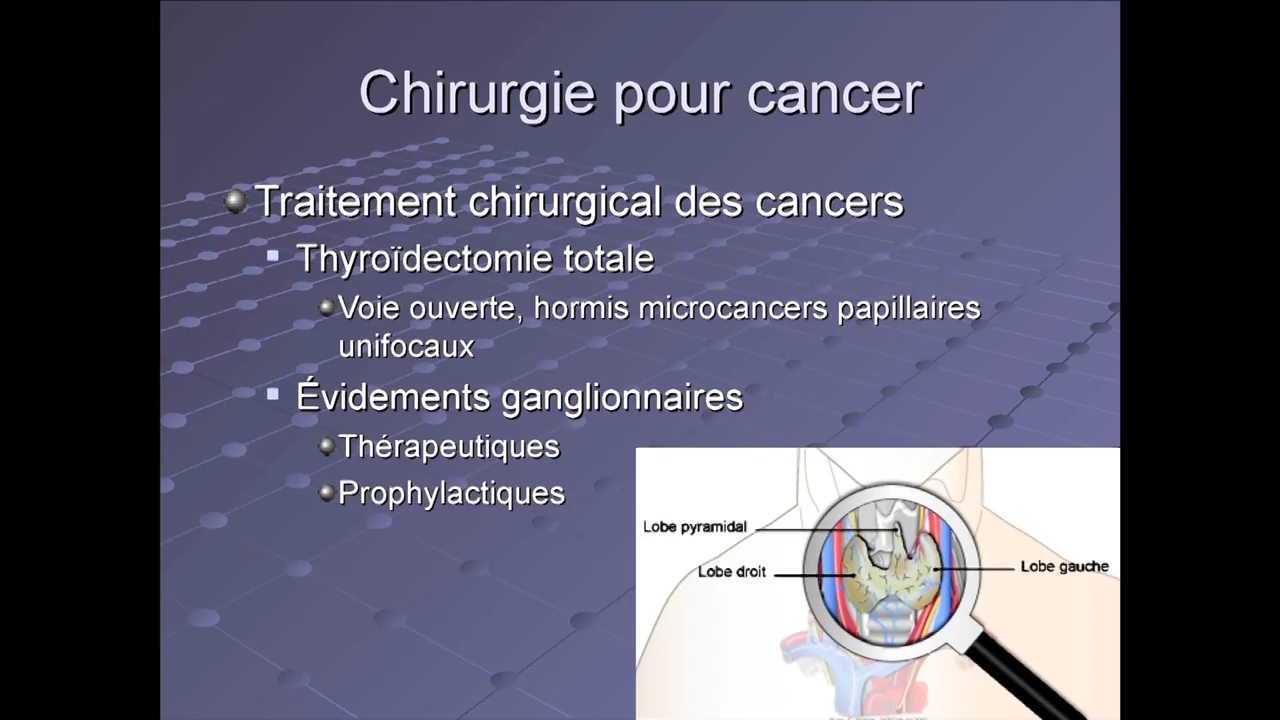 Chirurgie pour cancer
Traitement chirurgical des cancers
Thyroïdectomie totale
Voie ouverte, hormis microcancers papillaires
unifocaux
Évidements ganglionnaires
Thérapeutiques
Prophylactiques
Lobe pyramidal
Lobe droit
Lobe gauche